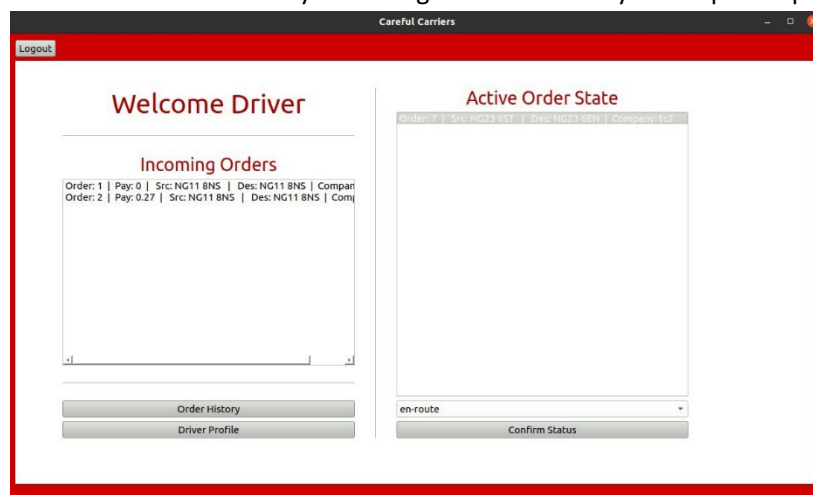 Careful Carriers
Logout
Welcome Driver
Incoming Orders
Order: 1 | Pay: 0 | Src: NG11 8NS | Des: NG11 8NS | Compan
Order: 2 | Pay: 0.27 | Src: NG11 8NS | Des: NG11 8NS | Comp
Order History
Driver Profile
Active Order State
Order: 7 | Src: NG23 6ST | Des: NG23 6EN | Company: tc2
en-route
Confirm Status